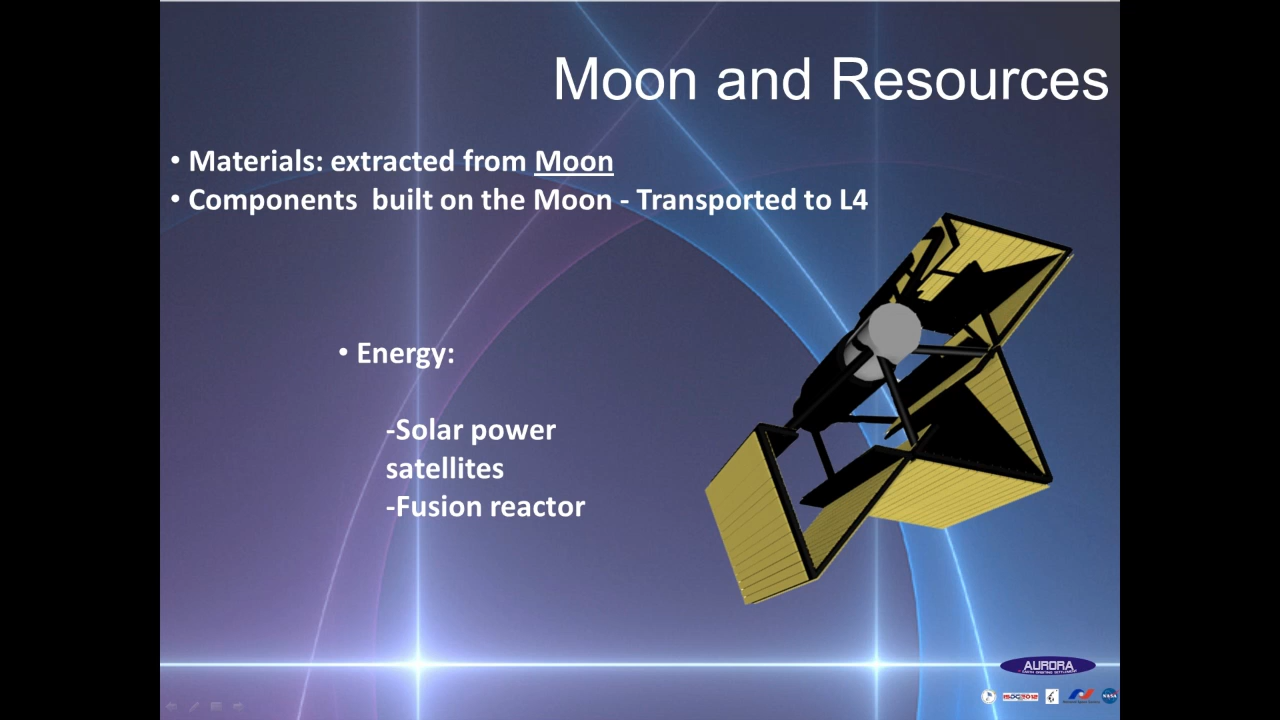 Moon and Resources
• Materials: extracted from Moon
• Components  built on the Moon - Transported to L4
• Energy:
-Solar power
satellites
-Fusion reactor
AURORA